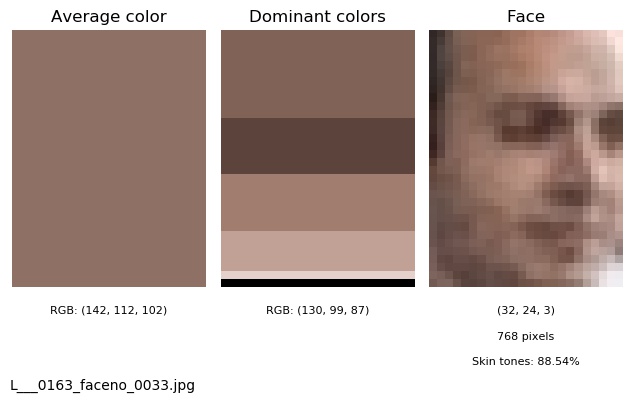 Average color
Dominant colors
Face
RGB: (142, 112, 102)
RGB: (130, 99, 87)
(32, 24, 3)
768 pixels
Skin tones: 88.54%
L___0163_faceno_0033.jpg